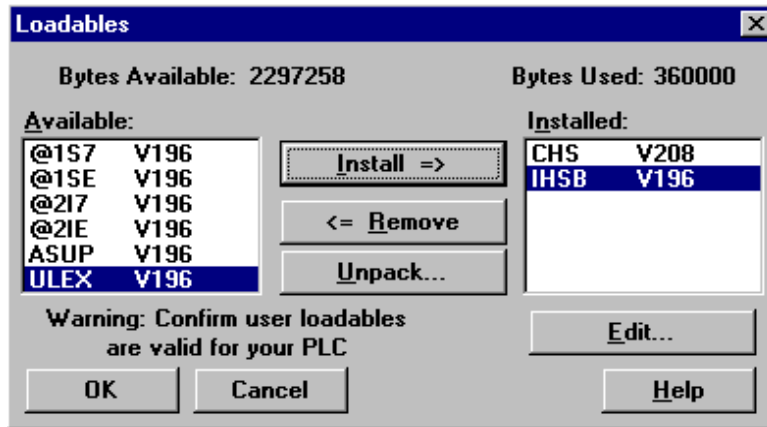 Loadables
Bytes Available: 2297258
Bytes Used: 360000
Available:
Installed:
@1S7 V196
@1SE V196
@2I7 V196
@2IE V196
ASUP V196
ULEX V196
Install =>
<= Remove
Unpack...
CHS V208
IHSB V196
Warning: Confirm user loadables
are valid for your PLC
Edit...
OK
Cancel
Help